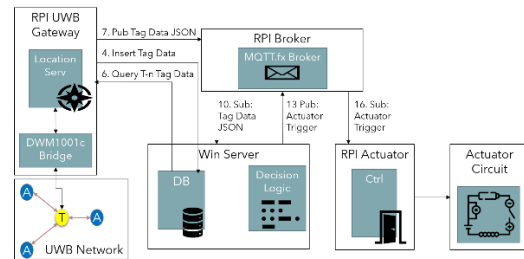 RPI UWB
Gateway
Location
Serv
DWM1001c
Bridge
A
A
T
A
UWB Network
7. Pub Tag Data JSON
4. Insert Tag Data
6. Query T-n Tag Data
RPI Broker
MQTT.fx Broker
10. Sub:
Tag Data
JSON
13 Pub:
Actuator
Trigger
16. Sub:
Actuator
Trigger
Win Server
DB
Decision
Logic
RPI Actuator
Ctrl
Actuator
Circuit